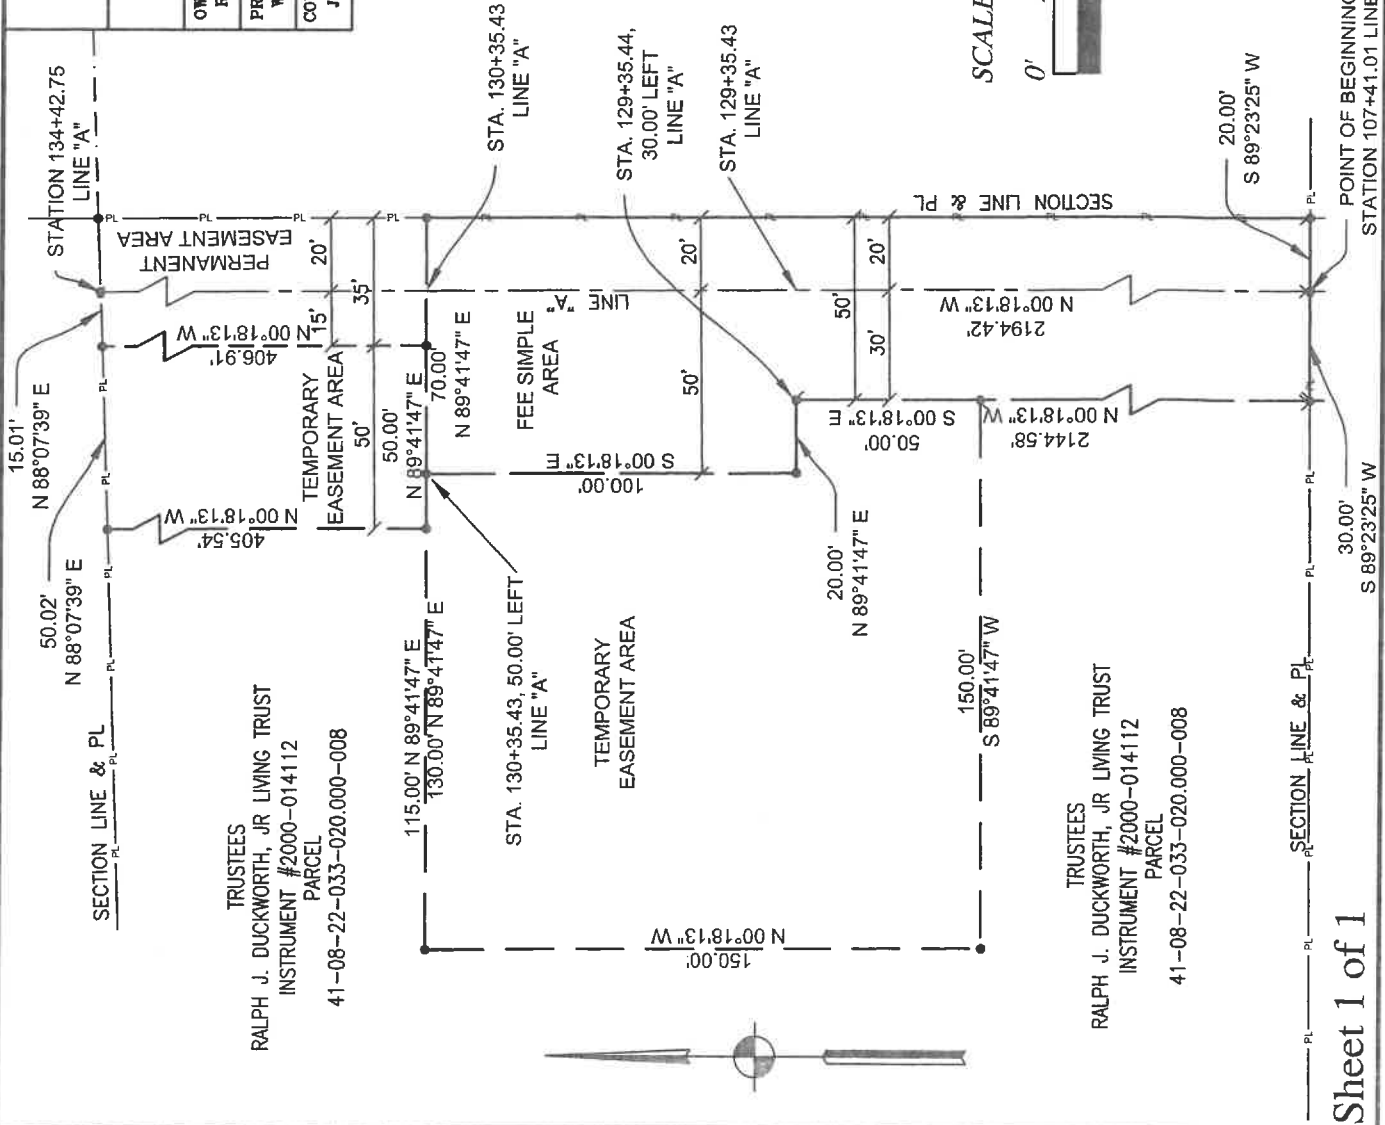 OW
PR
CO
J
STATION 134+42.75
LINE "A"
15.01'
N 88°07'39" E
50.02'
N 88°07'39" E
SECTION LINE & PL
PERMANENT
EASEMENT AREA
20'
35'
15'
N 00°18'13" W
406.91'
TEMPORARY
EASEMENT AREA
50'
N 00°18'13" W
405.54'
50.00'
N 89°41'47" E
70.00'
N 89°41'47" E
STA. 130+35.43
LINE "A"
STA. 129+35.44,
30.00' LEFT
LINE "A"
STA. 129+35.43
LINE "A"
SCALE
0'
LINE "A"
FEE SIMPLE
AREA
S 00°18'13" E
100.00'
20'
50'
SECTION LINE & PL
50'
20'
30'
S 00°18'13" E
50.00'
N 00°18'13" W
2194.42'
N 00°18'13" W
2144.58'
20.00'
N 89°41'47" E
20.00'
S 89°23'25" W
POINT OF BEGINNING
STATION 107+41.01 LINE
30.00'
S 89°23'25" W
115.00' N 89°41'47" E
130.00' N 89°41'47" E
STA. 130+35.43, 50.00' LEFT
LINE "A"
TEMPORARY
EASEMENT AREA
150.00'
S 89°41'47" W
N 00°18'13" W
150.00'
TRUSTEES
RALPH J. DUCKWORTH, JR LIVING TRUST
INSTRUMENT #2000-014112
PARCEL
41-08-22-033-020.000-008
TRUSTEES
RALPH J. DUCKWORTH, JR LIVING TRUST
INSTRUMENT #2000-014112
PARCEL
41-08-22-033-020.000-008
SECTION LINE & PL
Sheet 1 of 1